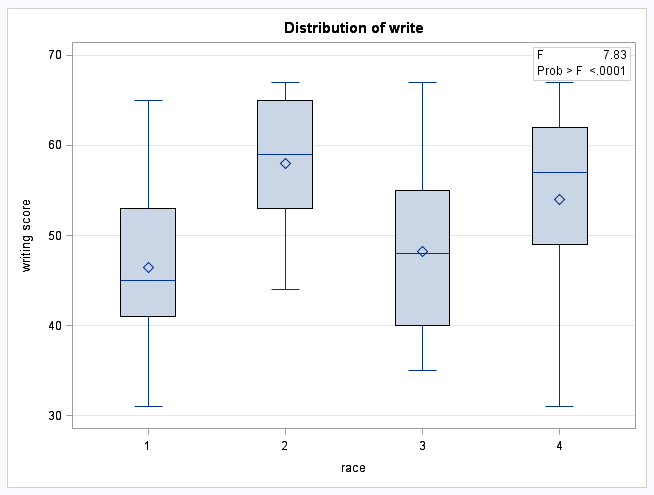 Distribution of write
F 7.83
Prob > F <.0001
70
60
50
40
30
writing score
1 2 3 4
race